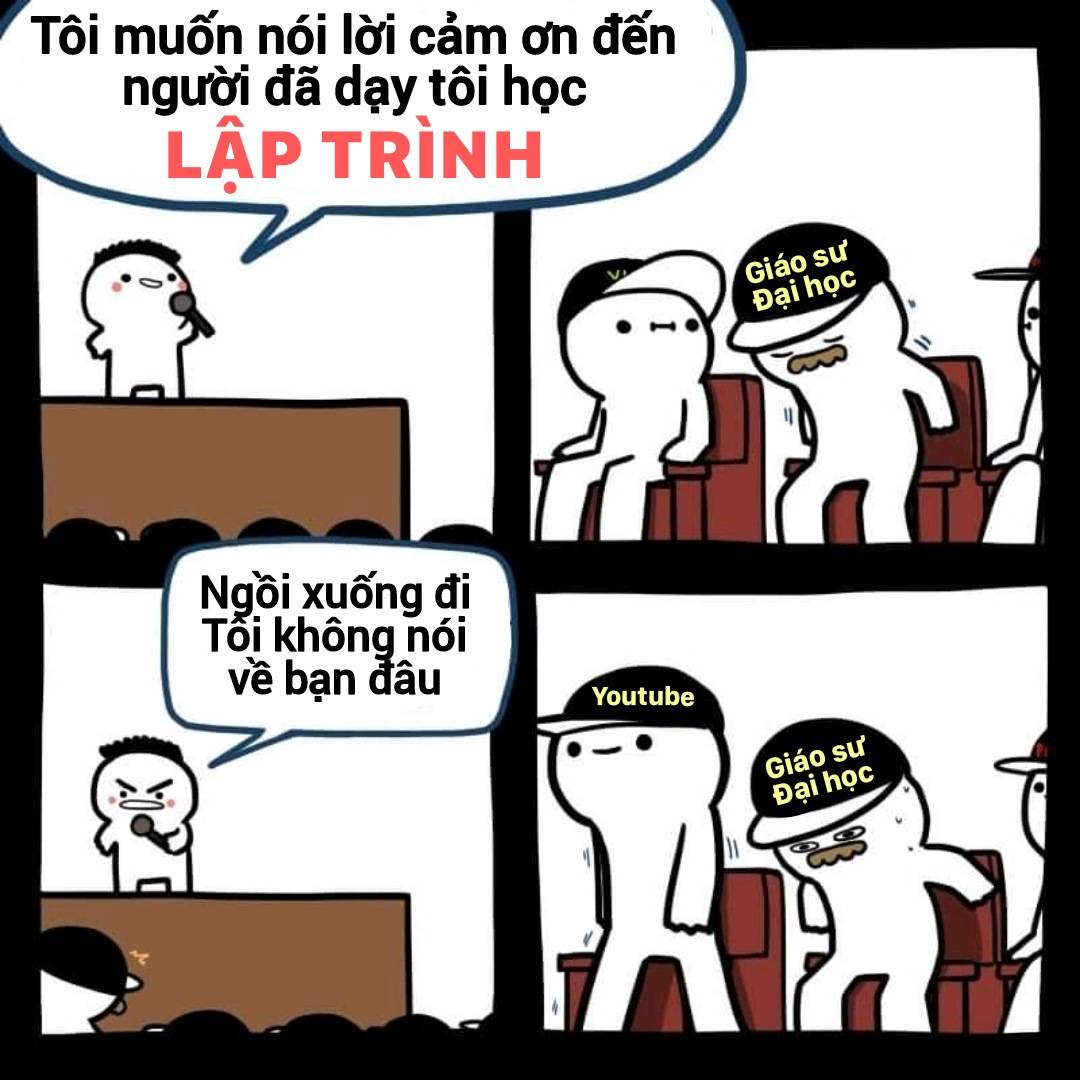 Tôi muốn nói lời cảm ơn đến
người đã dạy tôi học
LẬP TRÌNH
Giáo sư
Đại học
Ngồi xuống đi
Tôi không nói
về bạn đâu
Youtube
Giáo sư
Đại học